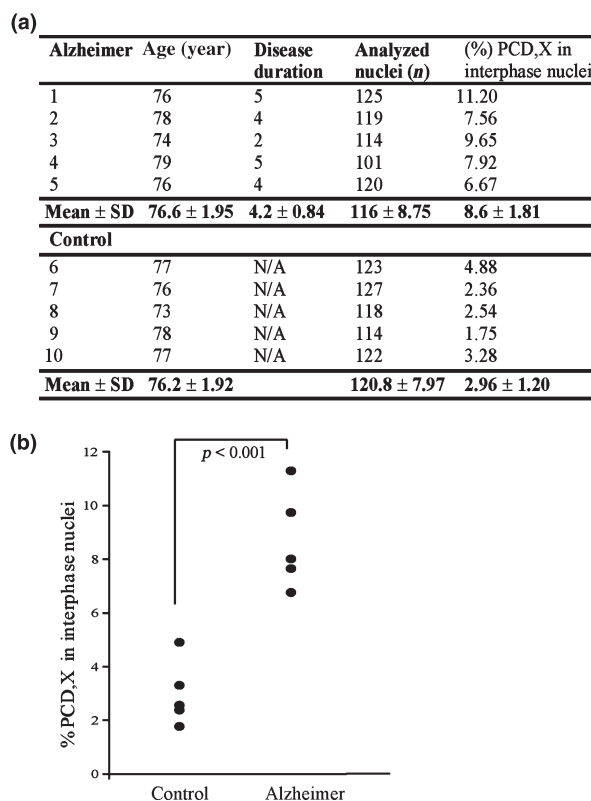 (a)
Alzheimer Age (year) Disease duration Analyzed nuclei (n) (%) PCD,X in interphase nuclei
1 76 5 125 11.20
2 78 4 119 7.56
3 74 2 114 9.65
4 79 5 101 7.92
5 76 4 120 6.67
Mean ± SD 76.6 ± 1.95 4.2 ± 0.84 116 ± 8.75 8.6 ± 1.81
Control
6 77 N/A 123 4.88
7 76 N/A 127 2.36
8 73 N/A 118 2.54
9 78 N/A 114 1.75
10 77 N/A 122 3.28
Mean ± SD 76.2 ± 1.92 120.8 ± 7.97 2.96 ± 1.20
(b)
p < 0.001
% PCD,X in interphase nuclei
12
10
8
6
4
2
0
Control Alzheimer